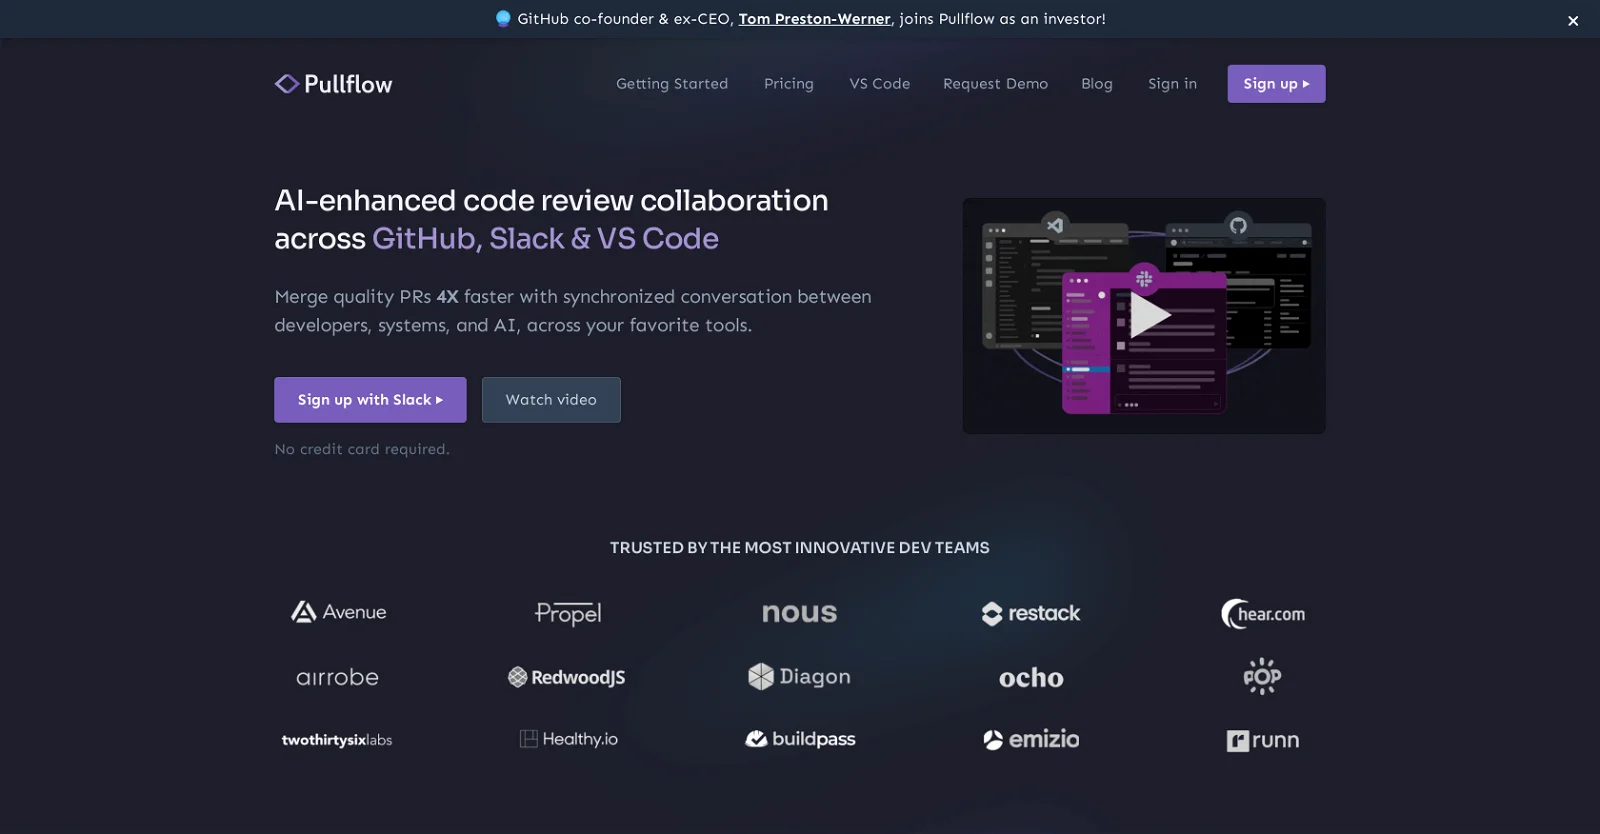 GitHub co-founder & ex-CEO, Tom Preston-Werner, joins Pullflow as an investor!
Pullflow
Getting Started
Pricing
VS Code
Request Demo
Blog
Sign in
Sign up
AI-enhanced code review collaboration
across GitHub, Slack & VS Code
Merge quality PRs 4X faster with synchronized conversation between
developers, systems, and AI, across your favorite tools.
Sign up with Slack
Watch video
No credit card required.
TRUSTED BY THE MOST INNOVATIVE DEV TEAMS
Avenue
Propel
nous
restack
hear.com
airrobe
RedwoodJS
Diagon
ocho
POP
twothirtysixlabs
Healthy.io
buildpass
emizio
runn